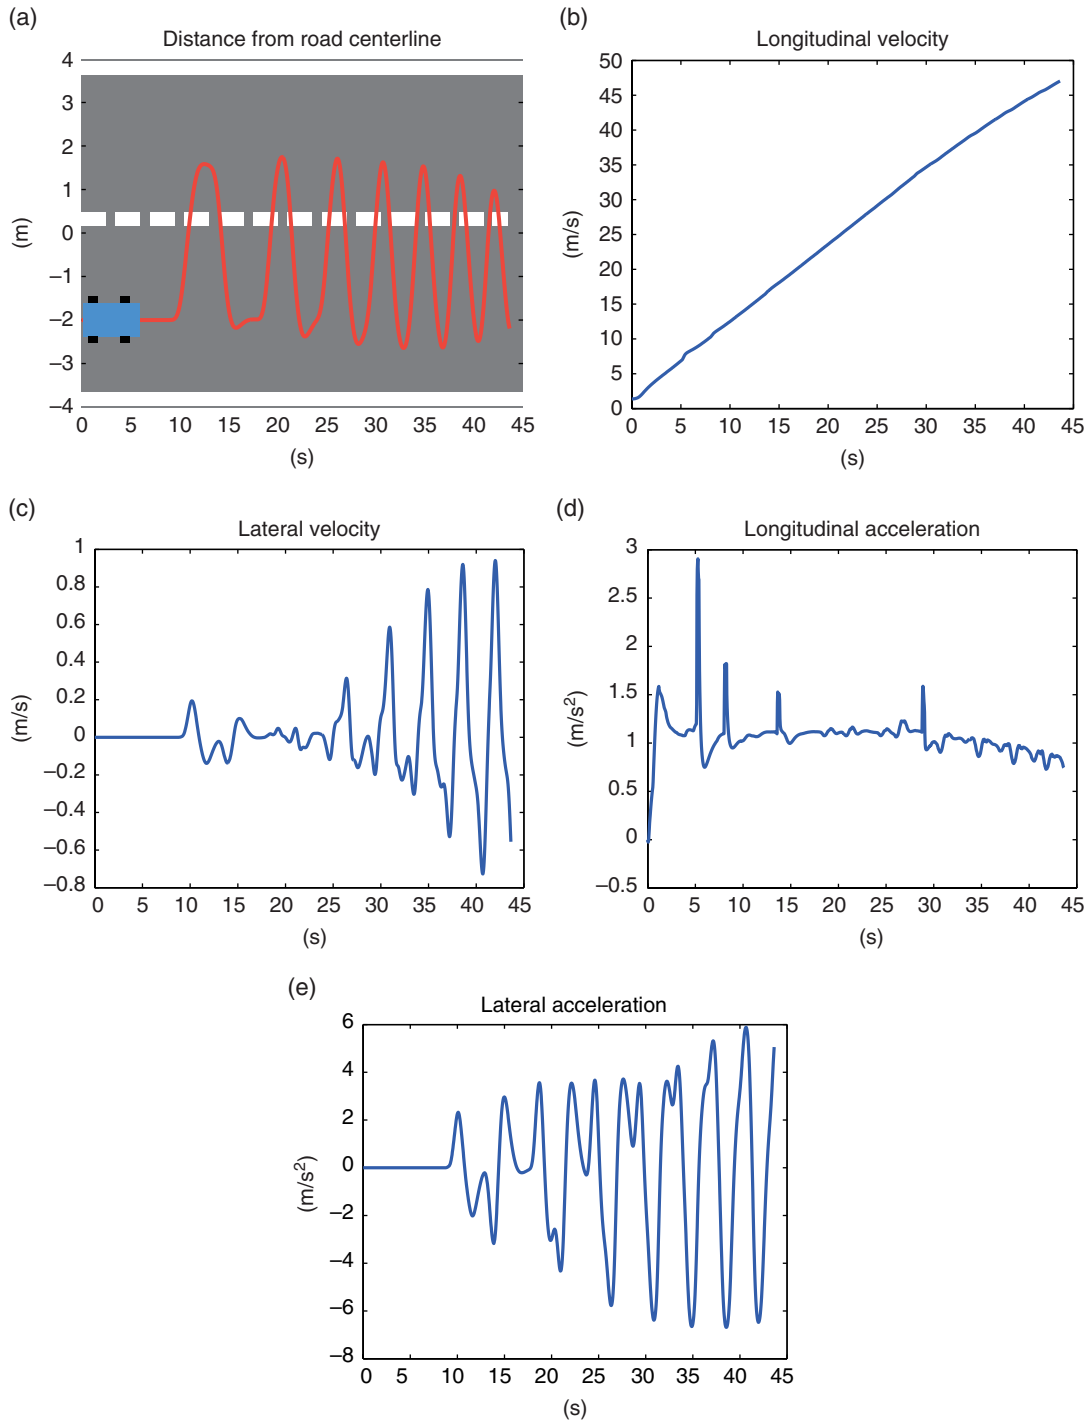 (a)
Distance from road centerline
4
3
2
1
0
−1
−2
−3
−4
(m)
0 5 10 15 20 25 30 35 40 45
(s)
(b)
Longitudinal velocity
50
45
40
35
30
25
20
15
10
5
0
(m/s)
0 5 10 15 20 25 30 35 40 45
(s)
(c)
Lateral velocity
1
0.8
0.6
0.4
0.2
0
−0.2
−0.4
−0.6
−0.8
(m/s)
0 5 10 15 20 25 30 35 40 45
(s)
(d)
Longitudinal acceleration
3
2.5
2
1.5
1
0.5
0
−0.5
(m/s²)
0 5 10 15 20 25 30 35 40 45
(s)
(e)
Lateral acceleration
6
4
2
0
−2
−4
−6
−8
(m/s²)
0 5 10 15 20 25 30 35 40 45
(s)